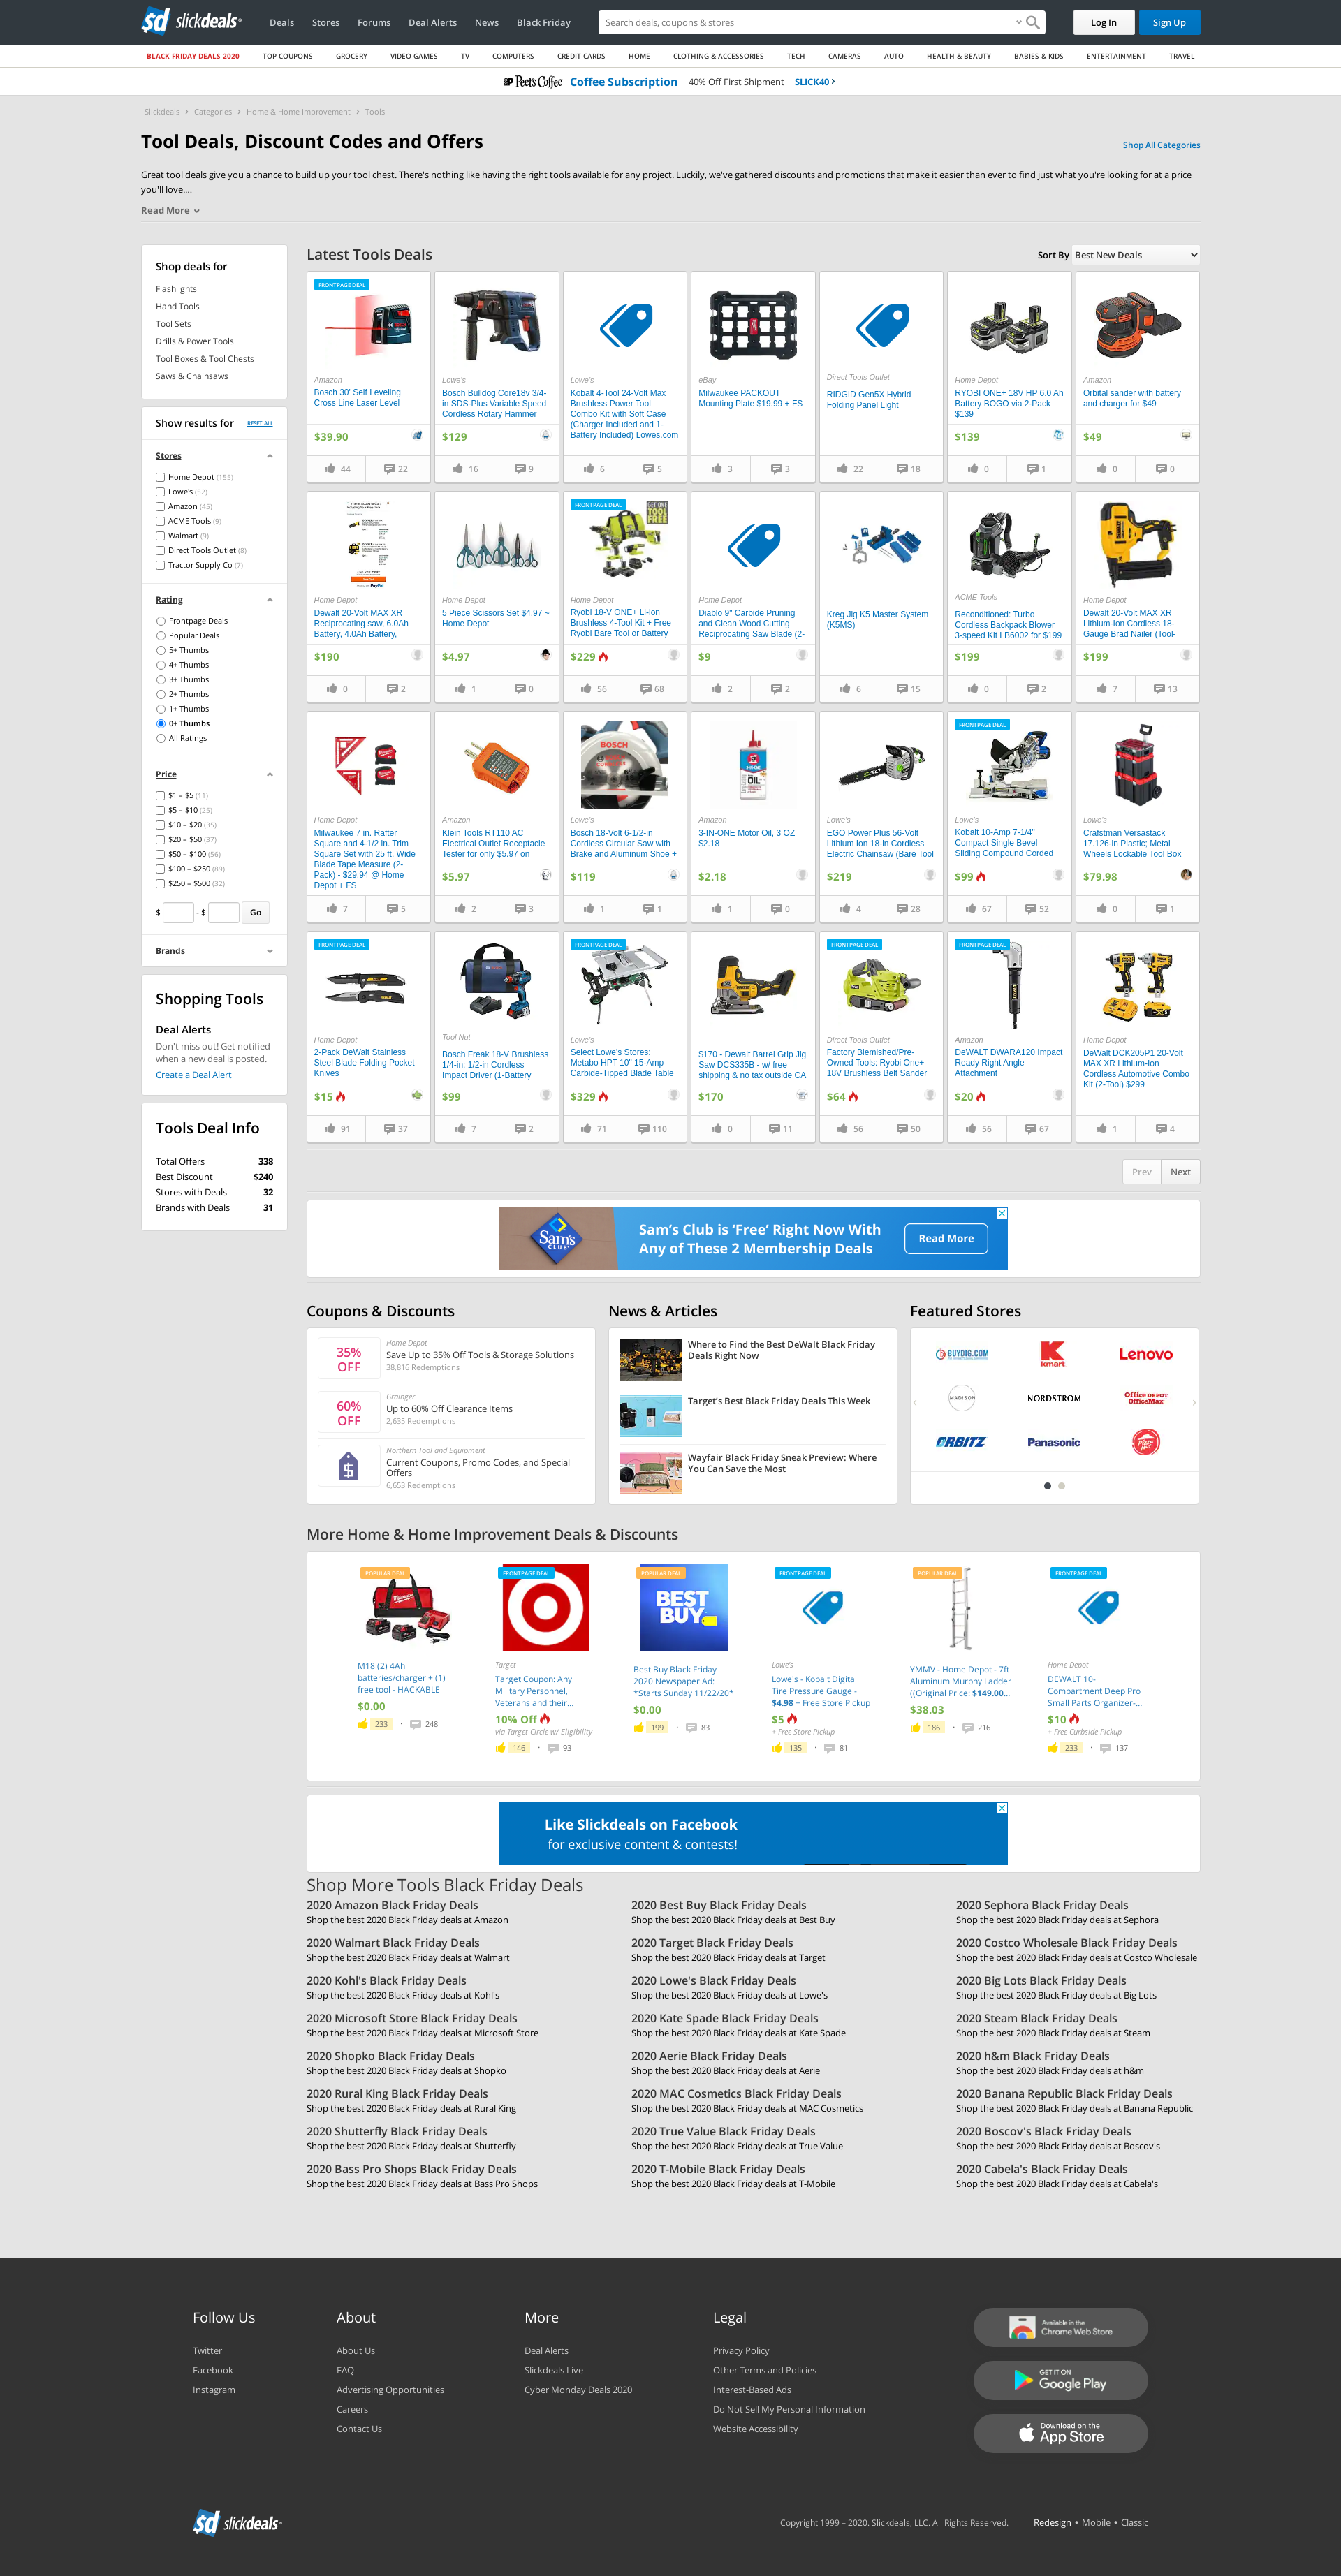 slickdeals
Deals
Stores
Forums
Deal Alerts
News
Black Friday
Search deals, coupons & stores
Log In
Sign Up
BLACK FRIDAY DEALS 2020
TOP COUPONS
GROCERY
VIDEO GAMES
TV
COMPUTERS
CREDIT CARDS
HOME
CLOTHING & ACCESSORIES
TECH
CAMERAS
AUTO
HEALTH & BEAUTY
BABIES & KIDS
ENTERTAINMENT
TRAVEL
Peet's Coffee Coffee Subscription 40% Off First Shipment SLICK40
Slickdeals > Categories > Home & Home Improvement > Tools
Tool Deals, Discount Codes and Offers
Shop All Categories
Great tool deals give you a chance to build up your tool chest. There's nothing like having the right tools available for any project. Luckily, we've gathered discounts and promotions that make it easier than ever to find just what you're looking for at a price
you'll love....
Read More
Shop deals for
Flashlights
Hand Tools
Tool Sets
Drills & Power Tools
Tool Boxes & Tool Chests
Saws & Chainsaws
Show results for RESET ALL
Stores
Home Depot (155)
Lowe's (52)
Amazon (45)
ACME Tools (9)
Walmart (9)
Direct Tools Outlet (8)
Tractor Supply Co (7)
Rating
Frontpage Deals
Popular Deals
5+ Thumbs
4+ Thumbs
3+ Thumbs
2+ Thumbs
1+ Thumbs
0+ Thumbs
All Ratings
Price
$1 – $5 (11)
$5 – $10 (25)
$10 – $20 (35)
$20 – $50 (37)
$50 – $100 (56)
$100 – $250 (89)
$250 – $500 (32)
$ - $ Go
Brands
Shopping Tools
Deal Alerts
Don't miss out! Get notified
when a new deal is posted.
Create a Deal Alert
Tools Deal Info
Total Offers 338
Best Discount $240
Stores with Deals 32
Brands with Deals 31
Latest Tools Deals
Sort By Best New Deals
FRONTPAGE DEAL
Amazon
Bosch 30' Self Leveling
Cross Line Laser Level
$39.90
44 22
Lowe's
Bosch Bulldog Core18v 3/4-
in SDS-Plus Variable Speed
Cordless Rotary Hammer
$129
16 9
Lowe's
Kobalt 4-Tool 24-Volt Max
Brushless Power Tool
Combo Kit with Soft Case
(Charger Included and 1-
Battery Included) Lowes.com
6 5
eBay
Milwaukee PACKOUT
Mounting Plate $19.99 + FS
3 3
Direct Tools Outlet
RIDGID Gen5X Hybrid
Folding Panel Light
22 18
Home Depot
RYOBI ONE+ 18V HP 6.0 Ah
Battery BOGO via 2-Pack
$139
$139
0 1
Amazon
Orbital sander with battery
and charger for $49
$49
0 0
Home Depot
Dewalt 20-Volt MAX XR
Reciprocating saw, 6.0Ah
Battery, 4.0Ah Battery,
$190
0 2
Home Depot
5 Piece Scissors Set $4.97 ~
Home Depot
$4.97
1 0
FRONTPAGE DEAL
GET ONE
TOOL
FREE
Home Depot
Ryobi 18-V ONE+ Li-ion
Brushless 4-Tool Kit + Free
Ryobi Bare Tool or Battery
$229
56 68
Home Depot
Diablo 9" Carbide Pruning
and Clean Wood Cutting
Reciprocating Saw Blade (2-
$9
2 2
Kreg Jig K5 Master System
(K5MS)
6 15
ACME Tools
Reconditioned: Turbo
Cordless Backpack Blower
3-speed Kit LB6002 for $199
$199
0 2
Home Depot
Dewalt 20-Volt MAX XR
Lithium-Ion Cordless 18-
Gauge Brad Nailer (Tool-
$199
7 13
Home Depot
Milwaukee 7 in. Rafter
Square and 4-1/2 in. Trim
Square Set with 25 ft. Wide
Blade Tape Measure (2-
Pack) - $29.94 @ Home
Depot + FS
7 5
Amazon
Klein Tools RT110 AC
Electrical Outlet Receptacle
Tester for only $5.97 on
$5.97
2 3
BOSCH
Lowe's
Bosch 18-Volt 6-1/2-in
Cordless Circular Saw with
Brake and Aluminum Shoe +
$119
1 1
OIL
Amazon
3-IN-ONE Motor Oil, 3 OZ
$2.18
$2.18
1 0
Lowe's
EGO Power Plus 56-Volt
Lithium Ion 18-in Cordless
Electric Chainsaw (Bare Tool
$219
4 28
FRONTPAGE DEAL
Lowe's
Kobalt 10-Amp 7-1/4"
Compact Single Bevel
Sliding Compound Corded
$99
67 52
Lowe's
Crafstman Versastack
17.126-in Plastic; Metal
Wheels Lockable Tool Box
$79.98
0 1
FRONTPAGE DEAL
Home Depot
2-Pack DeWalt Stainless
Steel Blade Folding Pocket
Knives
$15
91 37
Tool Nut
Bosch Freak 18-V Brushless
1/4-in; 1/2-in Cordless
Impact Driver (1-Battery
$99
7 2
FRONTPAGE DEAL
Lowe's
Select Lowe's Stores:
Metabo HPT 10" 15-Amp
Carbide-Tipped Blade Table
$329
71 110
$170 - Dewalt Barrel Grip Jig
Saw DCS335B - w/ free
shipping & no tax outside CA
$170
0 11
FRONTPAGE DEAL
Direct Tools Outlet
Factory Blemished/Pre-
Owned Tools: Ryobi One+
18V Brushless Belt Sander
$64
56 50
FRONTPAGE DEAL
Amazon
DeWALT DWARA120 Impact
Ready Right Angle
Attachment
$20
56 67
Home Depot
DeWalt DCK205P1 20-Volt
MAX XR Lithium-Ion
Cordless Automotive Combo
Kit (2-Tool) $299
1 4
Prev Next
Sam's CLUB
Sam's Club is 'Free' Right Now With
Any of These 2 Membership Deals
Read More
Coupons & Discounts
35%
OFF
Home Depot
Save Up to 35% Off Tools & Storage Solutions
38,816 Redemptions
60%
OFF
Grainger
Up to 60% Off Clearance Items
2,635 Redemptions
Northern Tool and Equipment
Current Coupons, Promo Codes, and Special
Offers
6,653 Redemptions
News & Articles
Where to Find the Best DeWalt Black Friday
Deals Right Now
Target's Best Black Friday Deals This Week
Wayfair Black Friday Sneak Preview: Where
You Can Save the Most
Featured Stores
BUYDIG.COM
kmart
Lenovo
MADISON
NORDSTROM
Office DEPOT
OfficeMax
ORBITZ
Panasonic
Pizza Hut
More Home & Home Improvement Deals & Discounts
POPULAR DEAL
M18 (2) 4Ah
batteries/charger + (1)
free tool - HACKABLE
$0.00
233 · 248
FRONTPAGE DEAL
Target
Target Coupon: Any
Military Personnel,
Veterans and their...
10% Off
via Target Circle w/ Eligibility
146 · 93
POPULAR DEAL
BEST
BUY
Best Buy Black Friday
2020 Newspaper Ad:
*Starts Sunday 11/22/20*
$0.00
199 · 83
FRONTPAGE DEAL
Lowe's
Lowe's - Kobalt Digital
Tire Pressure Gauge -
$4.98 + Free Store Pickup
$5
+ Free Store Pickup
135 · 81
POPULAR DEAL
YMMV - Home Depot - 7ft
Aluminum Murphy Ladder
((Original Price: $149.00...
$38.03
186 · 216
FRONTPAGE DEAL
Home Depot
DEWALT 10-
Compartment Deep Pro
Small Parts Organizer-...
$10
+ Free Curbside Pickup
233 · 137
Like Slickdeals on Facebook
for exclusive content & contests!
Shop More Tools Black Friday Deals
2020 Amazon Black Friday Deals
Shop the best 2020 Black Friday deals at Amazon
2020 Best Buy Black Friday Deals
Shop the best 2020 Black Friday deals at Best Buy
2020 Sephora Black Friday Deals
Shop the best 2020 Black Friday deals at Sephora
2020 Walmart Black Friday Deals
Shop the best 2020 Black Friday deals at Walmart
2020 Target Black Friday Deals
Shop the best 2020 Black Friday deals at Target
2020 Costco Wholesale Black Friday Deals
Shop the best 2020 Black Friday deals at Costco Wholesale
2020 Kohl's Black Friday Deals
Shop the best 2020 Black Friday deals at Kohl's
2020 Lowe's Black Friday Deals
Shop the best 2020 Black Friday deals at Lowe's
2020 Big Lots Black Friday Deals
Shop the best 2020 Black Friday deals at Big Lots
2020 Microsoft Store Black Friday Deals
Shop the best 2020 Black Friday deals at Microsoft Store
2020 Kate Spade Black Friday Deals
Shop the best 2020 Black Friday deals at Kate Spade
2020 Steam Black Friday Deals
Shop the best 2020 Black Friday deals at Steam
2020 Shopko Black Friday Deals
Shop the best 2020 Black Friday deals at Shopko
2020 Aerie Black Friday Deals
Shop the best 2020 Black Friday deals at Aerie
2020 h&m Black Friday Deals
Shop the best 2020 Black Friday deals at h&m
2020 Rural King Black Friday Deals
Shop the best 2020 Black Friday deals at Rural King
2020 MAC Cosmetics Black Friday Deals
Shop the best 2020 Black Friday deals at MAC Cosmetics
2020 Banana Republic Black Friday Deals
Shop the best 2020 Black Friday deals at Banana Republic
2020 Shutterfly Black Friday Deals
Shop the best 2020 Black Friday deals at Shutterfly
2020 True Value Black Friday Deals
Shop the best 2020 Black Friday deals at True Value
2020 Boscov's Black Friday Deals
Shop the best 2020 Black Friday deals at Boscov's
2020 Bass Pro Shops Black Friday Deals
Shop the best 2020 Black Friday deals at Bass Pro Shops
2020 T-Mobile Black Friday Deals
Shop the best 2020 Black Friday deals at T-Mobile
2020 Cabela's Black Friday Deals
Shop the best 2020 Black Friday deals at Cabela's
Follow Us
Twitter
Facebook
Instagram
About
About Us
FAQ
Advertising Opportunities
Careers
Contact Us
More
Deal Alerts
Slickdeals Live
Cyber Monday Deals 2020
Legal
Privacy Policy
Other Terms and Policies
Interest-Based Ads
Do Not Sell My Personal Information
Website Accessibility
Available in the
Chrome Web Store
GET IT ON
Google Play
Download on the
App Store
slickdeals
Copyright 1999 – 2020. Slickdeals, LLC. All Rights Reserved.
Redesign • Mobile • Classic